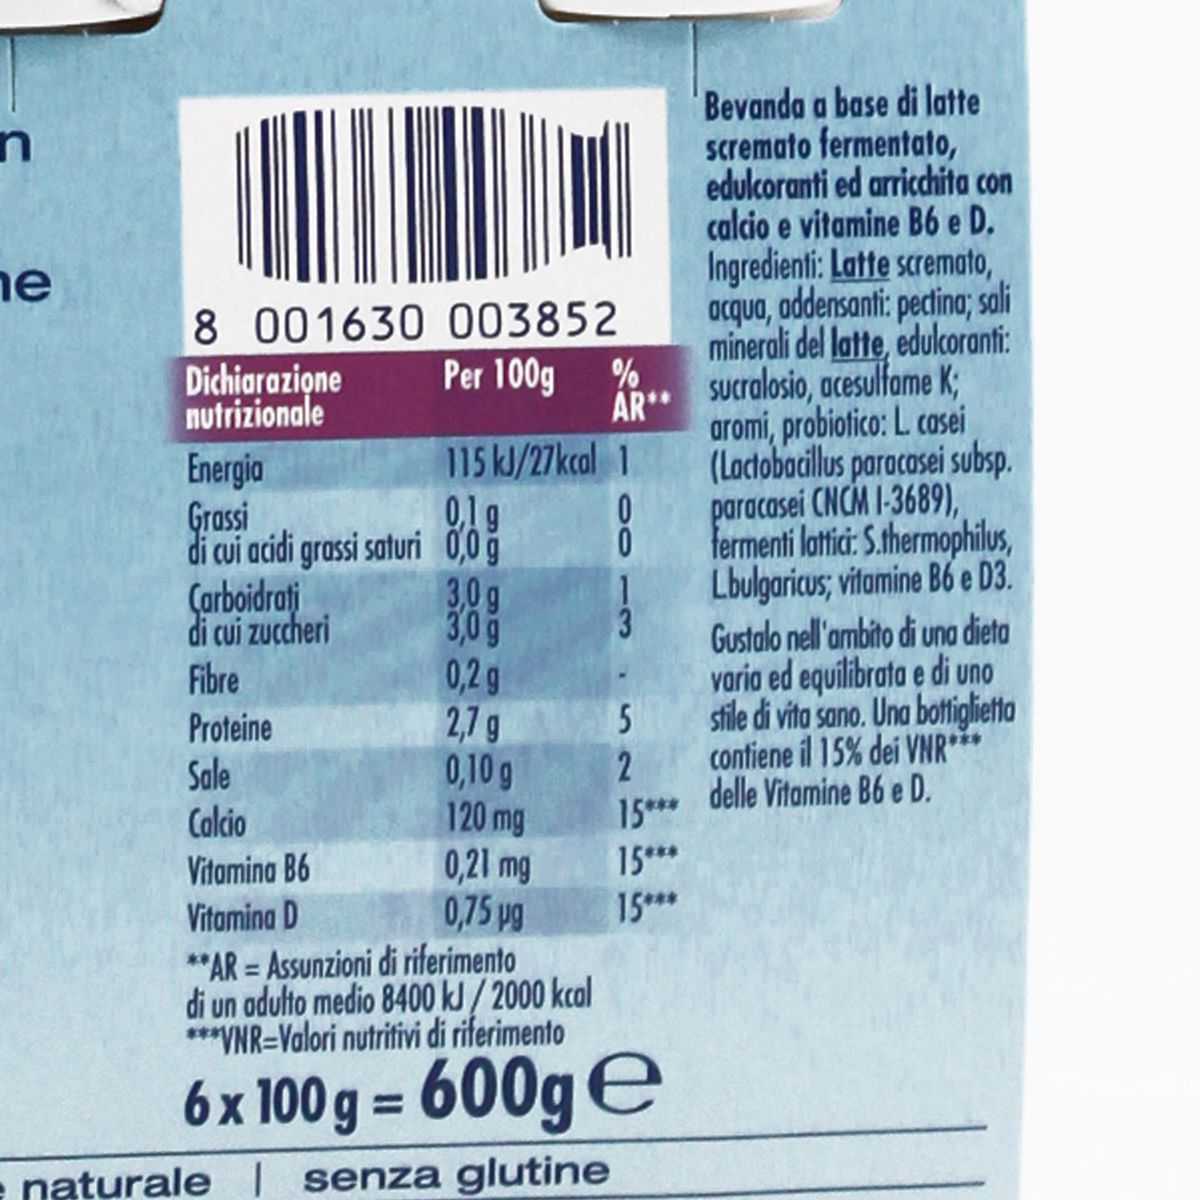 n
ne
8 001630 003852
Dichiarazione nutrizionale Per 100g % AR**
Energia 115 kJ/27kcal 1
Grassi 0,1 g 0
di cui acidi grassi saturi 0,0 g 0
Carboidrati 3,0 g 1
di cui zuccheri 3,0 g 3
Fibre 0,2 g -
Proteine 2,7 g 5
Sale 0,10 g 2
Calcio 120 mg 15***
Vitamina B6 0,21 mg 15***
Vitamina D 0,75 µg 15***
**AR = Assunzioni di riferimento
di un adulto medio 8400 kJ / 2000 kcal
***VNR=Valori nutritivi di riferimento
6 x 100 g = 600g e
Bevanda a base di latte
scremato fermentato,
edulcoranti ed arricchita con
calcio e vitamine B6 e D.
Ingredienti: Latte scremato,
acqua, addensanti: pectina; sali
minerali del latte, edulcoranti:
sucralosio, acesulfame K;
aromi, probiotico: L. casei
(Lactobacillus paracasei subsp.
paracasei CNCM I-3689),
fermenti lattici: S.thermophilus,
L.bulgaricus; vitamine B6 e D3.
Gustalo nell'ambito di una dieta
varia ed equilibrata e di uno
stile di vita sano. Una bottiglietta
contiene il 15% dei VNR***
delle Vitamine B6 e D.
e naturale | senza glutine